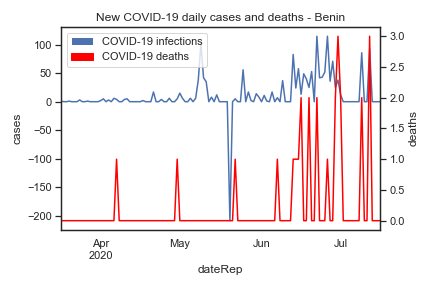 New COVID-19 daily cases and deaths - Benin
COVID-19 infections
COVID-19 deaths
100
50
0
−50
−100
−150
−200
cases
3.0
2.5
2.0
1.5
1.0
0.5
0.0
deaths
Apr
2020
May
Jun
Jul
dateRep